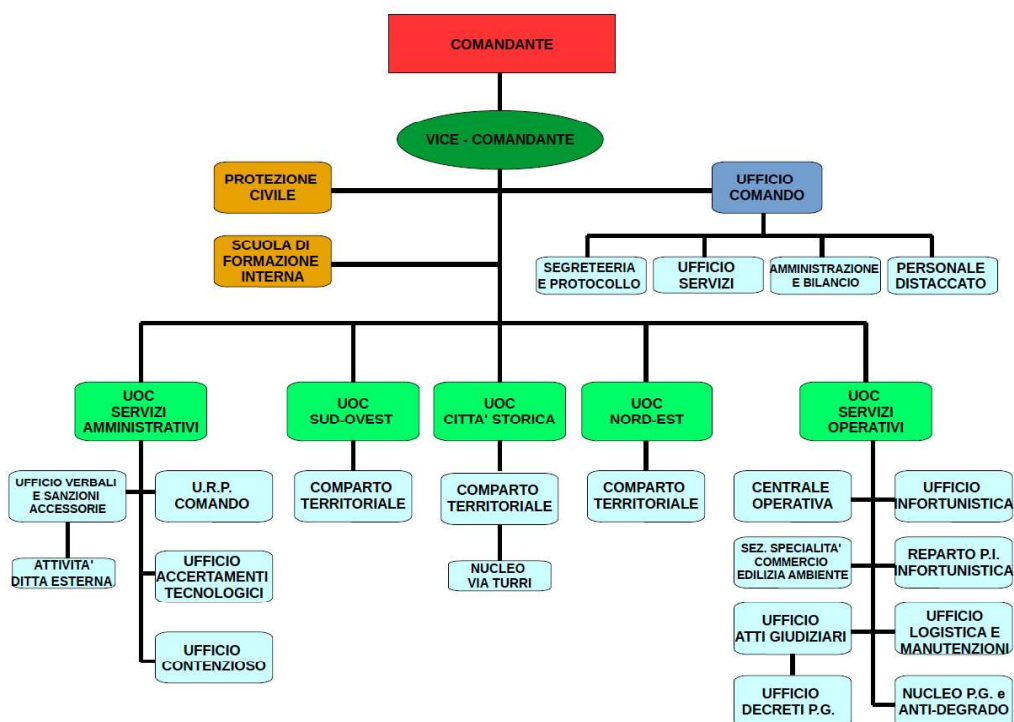 COMANDANTE
VICE - COMANDANTE
PROTEZIONE
CIVILE
UFFICIO
COMANDO
SCUOLA DI
FORMAZIONE
INTERNA
SEGRETEERIA
E PROTOCOLLO
UFFICIO
SERVIZI
AMMINISTRAZIONE
E BILANCIO
PERSONALE
DISTACCATO
UOC
SERVIZI
AMMINISTRATIVI
UOC
SUD-OVEST
UOC
CITTA' STORICA
UOC
NORD-EST
UOC
SERVIZI
OPERATIVI
UFFICIO VERBALI
E SANZIONI
ACCESSORIE
U.R.P.
COMANDO
COMPARTO
TERRITORIALE
COMPARTO
TERRITORIALE
COMPARTO
TERRITORIALE
CENTRALE
OPERATIVA
UFFICIO
INFORTUNISTICA
ATTIVITA'
DITTA ESTERNA
UFFICIO
ACCERTAMENTI
TECNOLOGICI
NUCLEO
VIA TURRI
SEZ. SPECIALITA'
COMMERCIO
EDILIZIA AMBIENTE
REPARTO P.I.
INFORTUNISTICA
UFFICIO
CONTENZIOSO
UFFICIO
ATTI GIUDIZIARI
UFFICIO
LOGISTICA E
MANUTENZIONI
UFFICIO
DECRETI P.G.
NUCLEO P.G. e
ANTI-DEGRADO